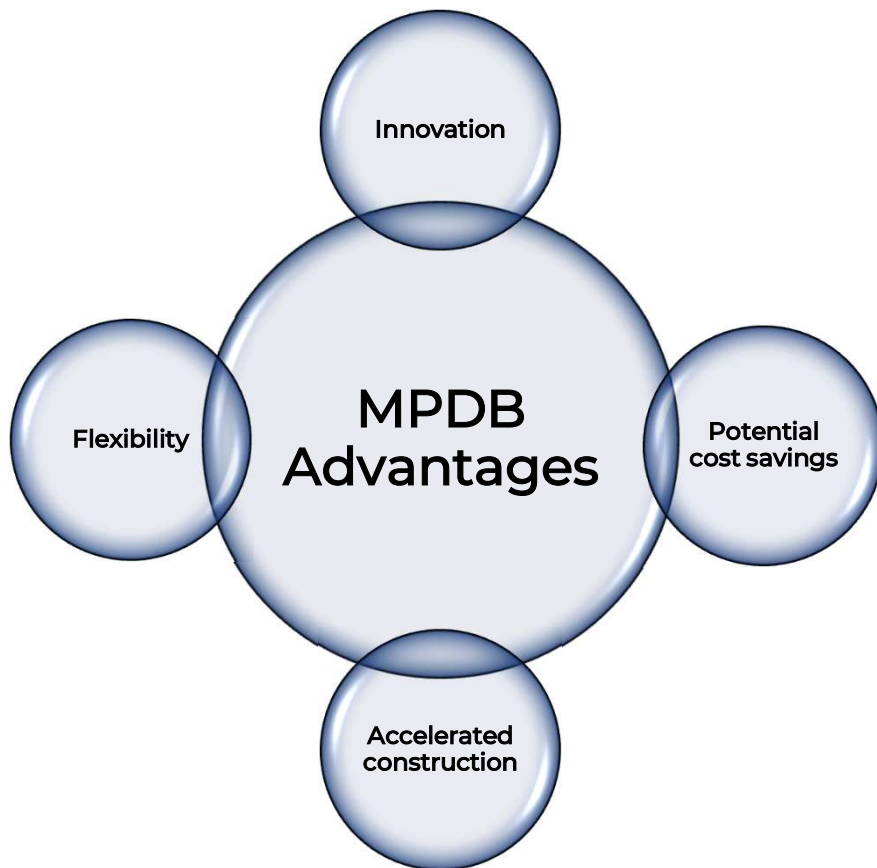 Innovation
MPDB
Advantages
Flexibility
Potential
cost savings
Accelerated
construction